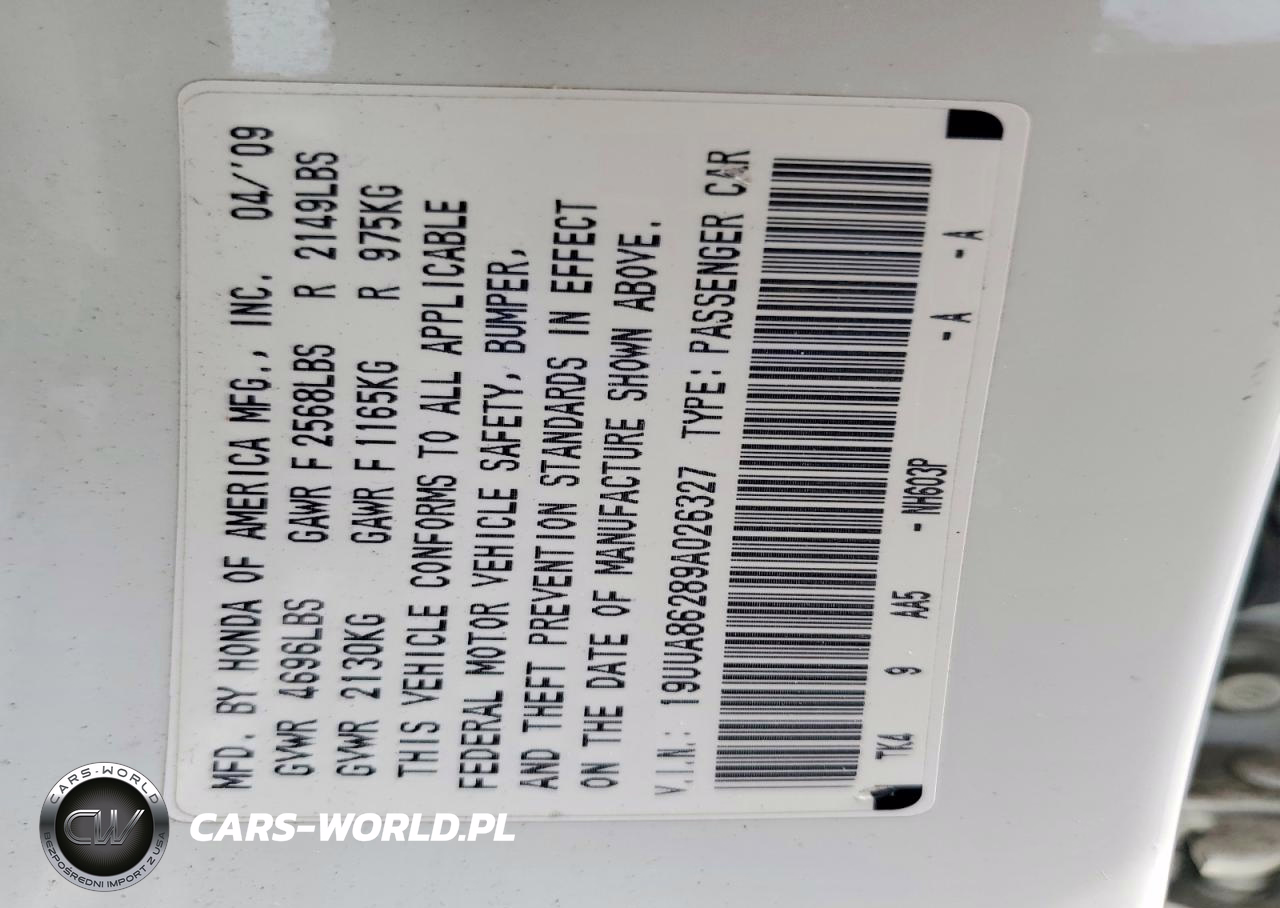 MFD. BY HONDA OF AMERICA MFG., INC. 04/'09
GVWR 4696LBS GAWR F 2568LBS R 2149LBS
GVWR 2130KG GAWR F 1165KG R 975KG
THIS VEHICLE CONFORMS TO ALL APPLICABLE
FEDERAL MOTOR VEHICLE SAFETY, BUMPER,
AND THEFT PREVENTION STANDARDS IN EFFECT
ON THE DATE OF MANUFACTURE SHOWN ABOVE.
V.I.N.: 19UUA86289A026327 TYPE: PASSENGER CAR
TK4 9 AA5 - NH603P - A - A
CARS-WORLD
CW
BEZPOŚREDNI IMPORT Z USA
CARS-WORLD.PL